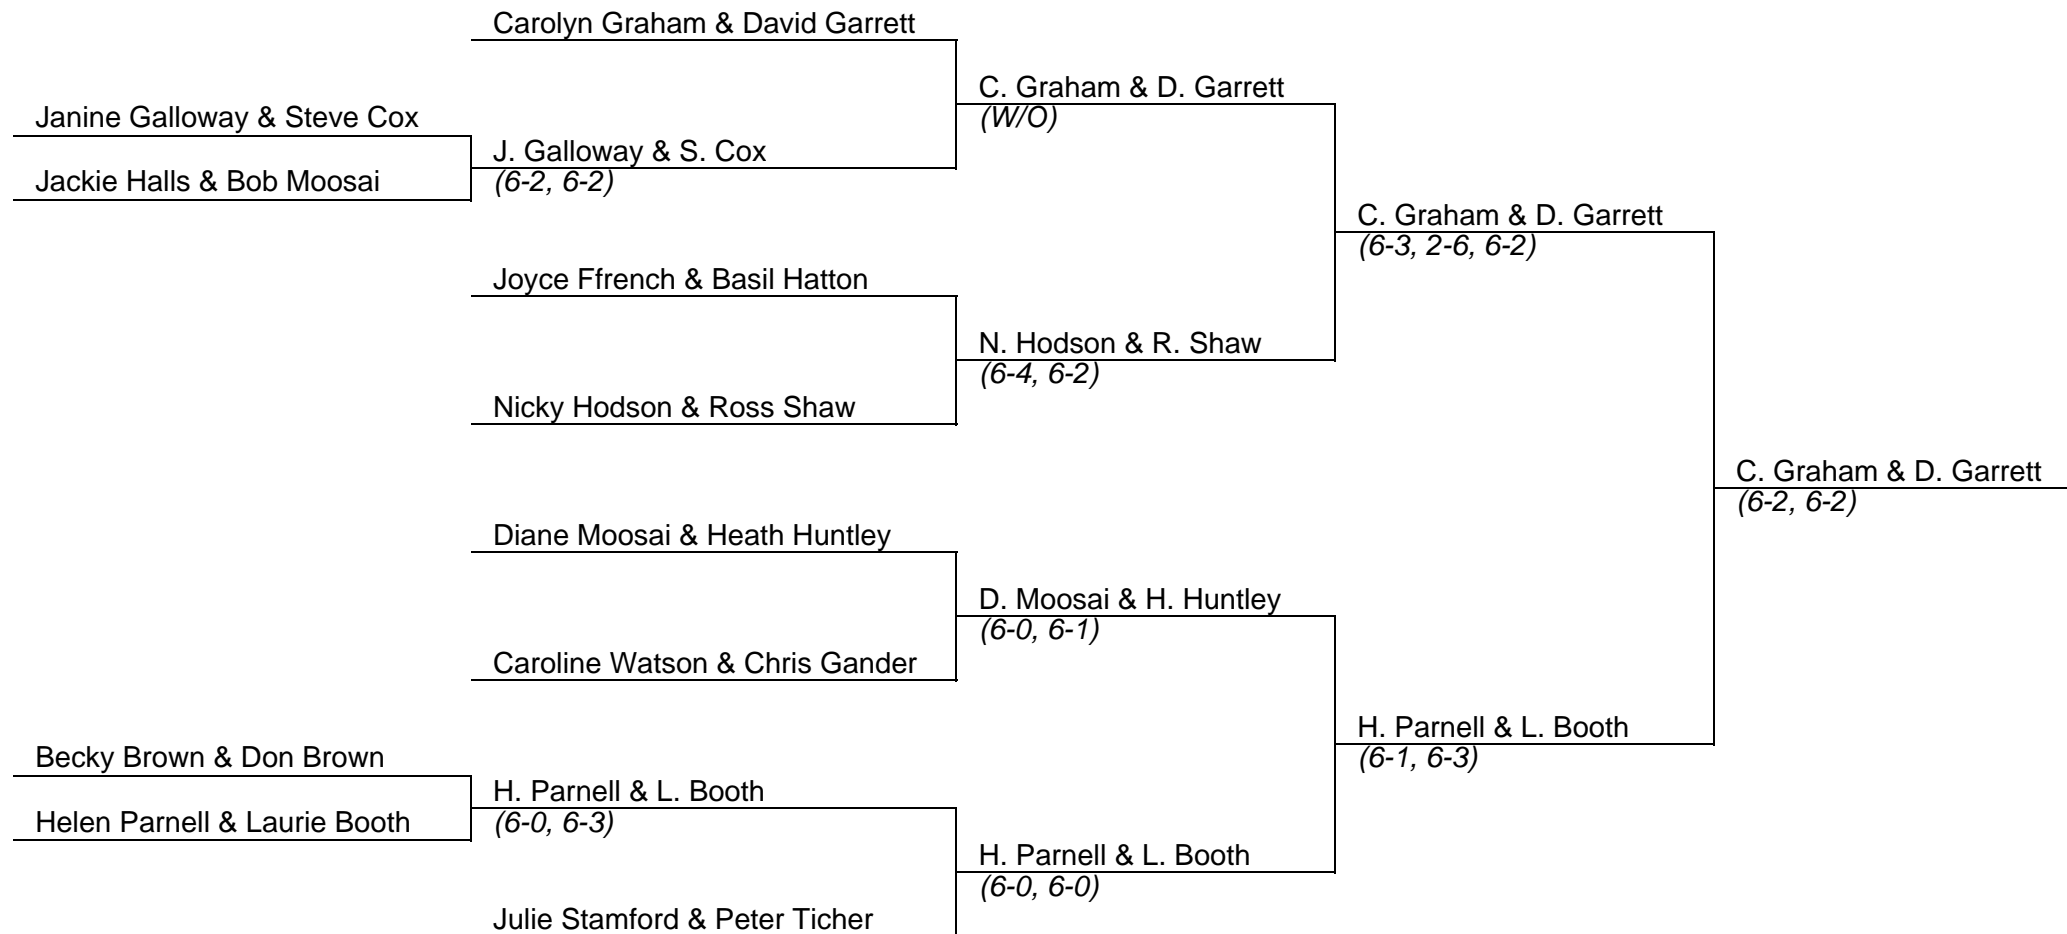 Carolyn Graham & David Garrett
C. Graham & D. Garrett
(W/O)
Janine Galloway & Steve Cox
J. Galloway & S. Cox
(6-2, 6-2)
Jackie Halls & Bob Moosai
C. Graham & D. Garrett
(6-3, 2-6, 6-2)
Joyce Ffrench & Basil Hatton
N. Hodson & R. Shaw
(6-4, 6-2)
Nicky Hodson & Ross Shaw
C. Graham & D. Garrett
(6-2, 6-2)
Diane Moosai & Heath Huntley
D. Moosai & H. Huntley
(6-0, 6-1)
Caroline Watson & Chris Gander
H. Parnell & L. Booth
(6-1, 6-3)
Becky Brown & Don Brown
H. Parnell & L. Booth
(6-0, 6-3)
Helen Parnell & Laurie Booth
H. Parnell & L. Booth
(6-0, 6-0)
Julie Stamford & Peter Ticher